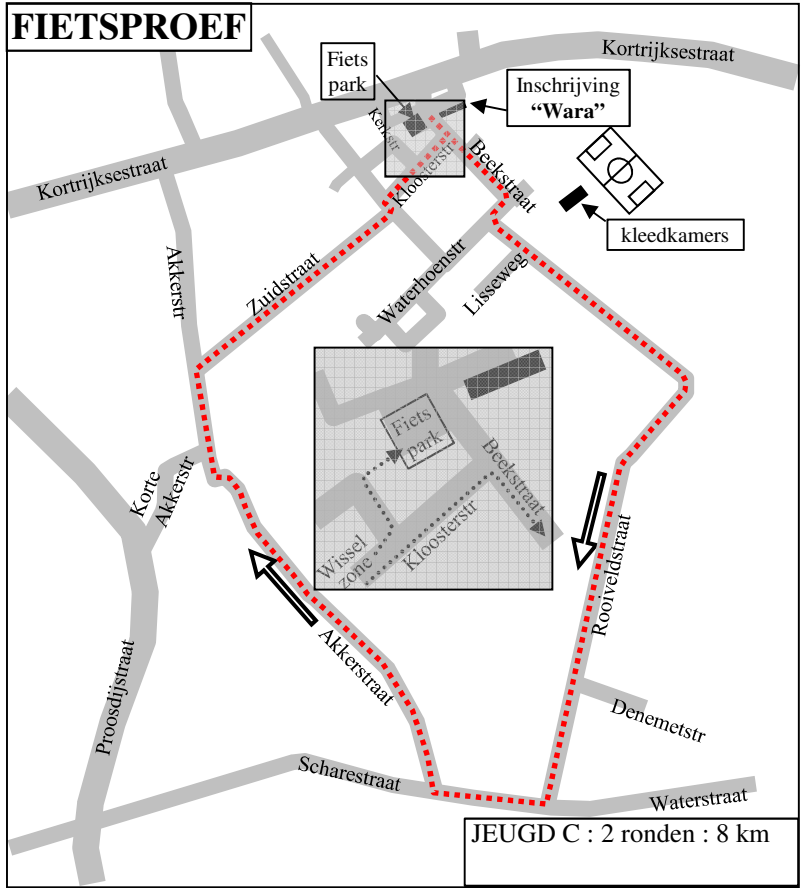 FIETSPROEF
Kortrijksestraat
Fiets
park
Inschrijving
“Wara”
Kerkstr
Beekstraat
Kloosterstr
Kortrijksestraat
kleedkamers
Akkerstr
Zuidstraat
Waterhoenstr
Lisseweg
Fiets
park
Beekstraat
Kloosterstr
Wissel
zone
Korte
Akkerstr
Rooiveldstraat
Akkerstraat
Proosdijstraat
Denemetstr
Scharestraat
Waterstraat
JEUGD C : 2 ronden : 8 km